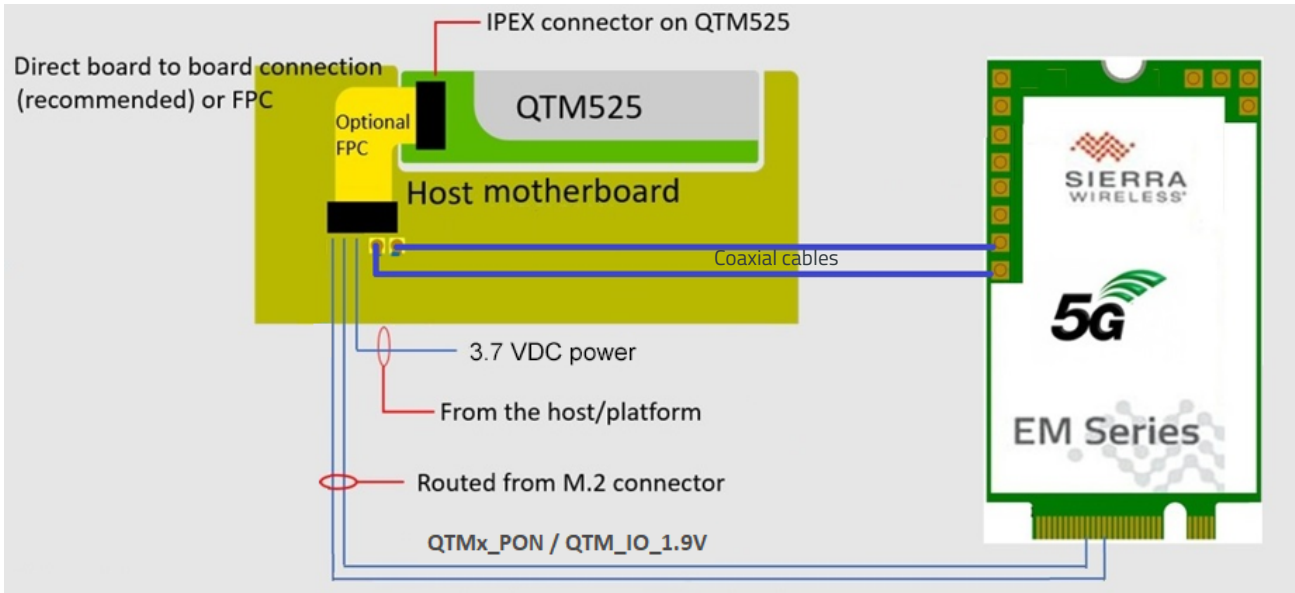 IPEX connector on QTM525
Direct board to board connection
(recommended) or FPC
QTM525
Optional
FPC
Host motherboard
SIERRA
WIRELESS®
Coaxial cables
5G
3.7 VDC power
From the host/platform
EM Series
Routed from M.2 connector
QTMx_PON / QTM_IO_1.9V